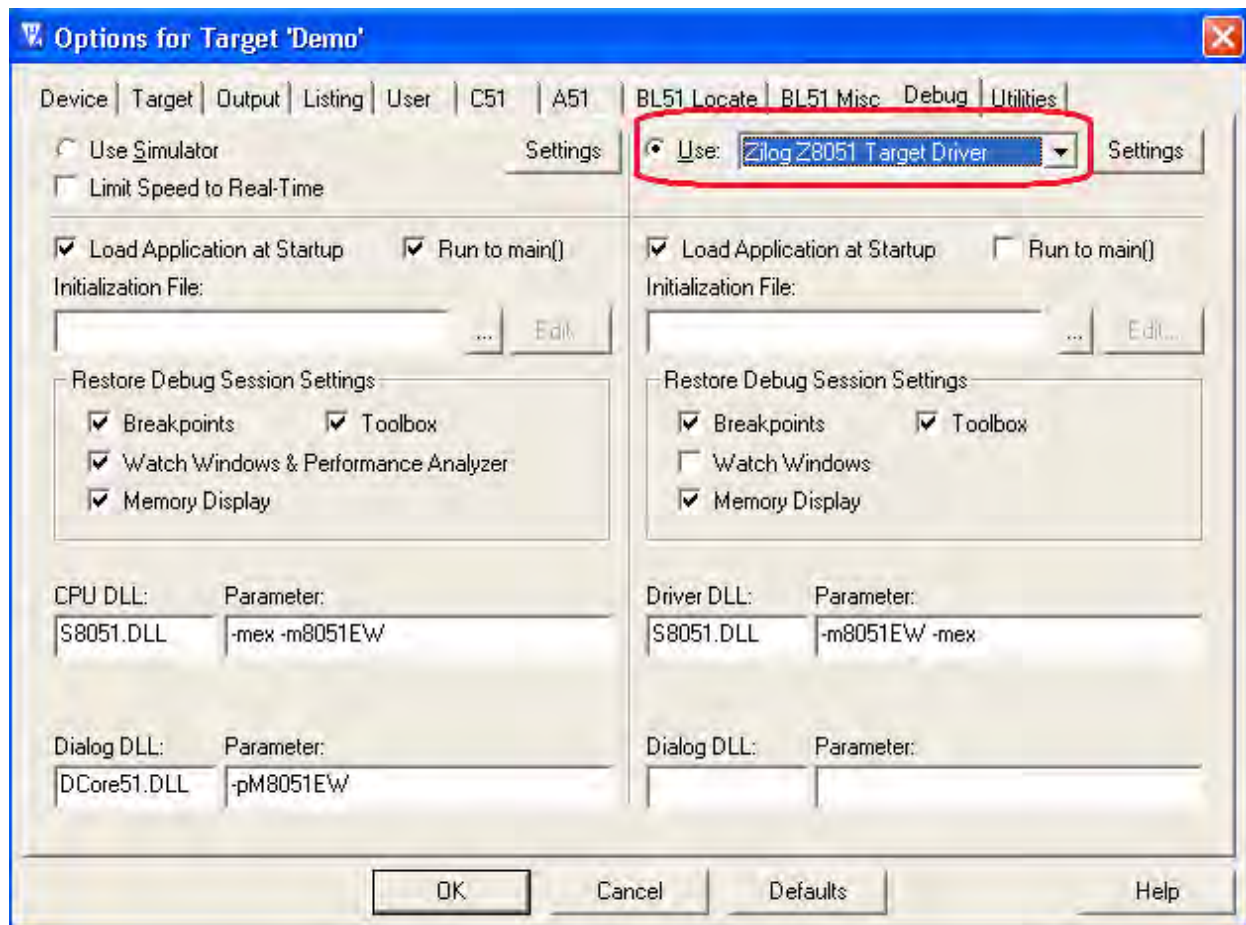 Options for Target 'Demo'
Device Target Output Listing User C51 A51 BL51 Locate BL51 Misc Debug Utilities
Use Simulator Settings Use: Zilog Z8051 Target Driver Settings
Limit Speed to Real-Time
Load Application at Startup Run to main() Load Application at Startup Run to main()
Initialization File: Initialization File:
... Edit... ... Edit...
Restore Debug Session Settings Restore Debug Session Settings
Breakpoints Toolbox Breakpoints Toolbox
Watch Windows & Performance Analyzer Watch Windows
Memory Display Memory Display
CPU DLL: Parameter: Driver DLL: Parameter:
S8051.DLL -mex -m8051EW S8051.DLL -m8051EW -mex
Dialog DLL: Parameter: Dialog DLL: Parameter:
DCore51.DLL -pM8051EW
OK Cancel Defaults Help